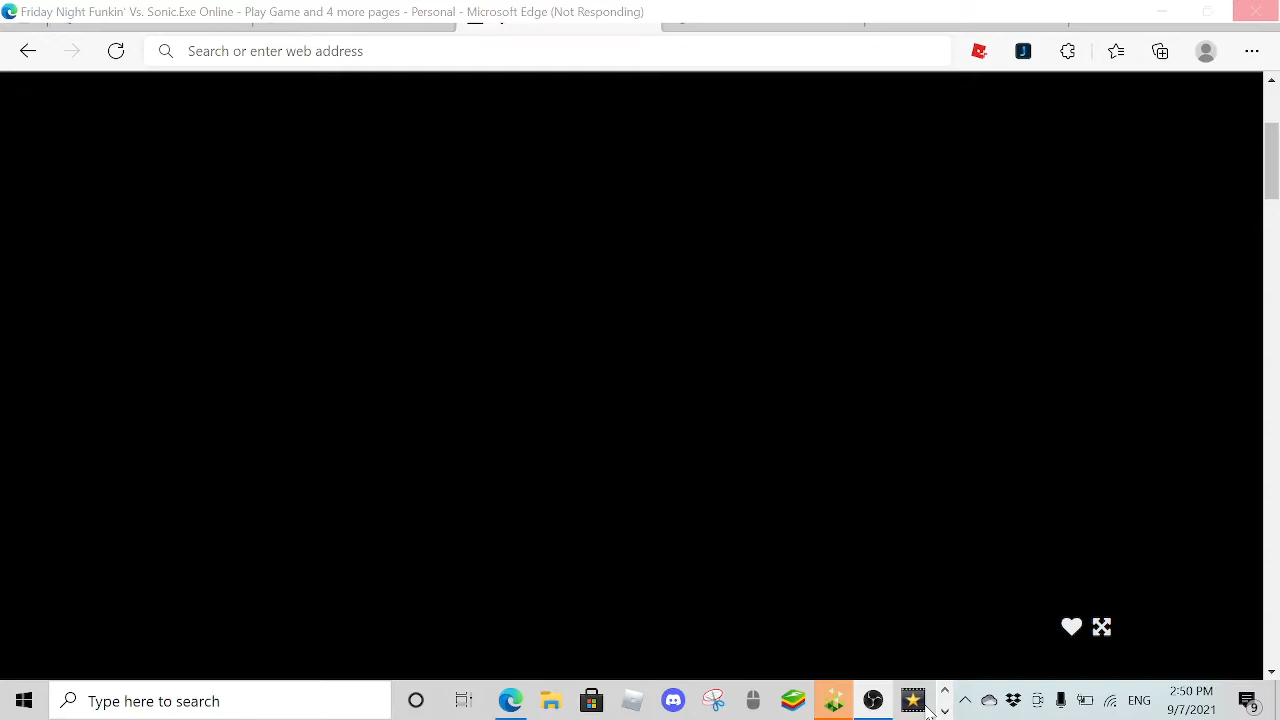 Friday Night Funkin' Vs. Sonic.Exe Online - Play Game and 4 more pages - Personal - Microsoft Edge (Not Responding)
Search or enter web address
J
Type here to search
ENG
2:50 PM
9/7/2021
9